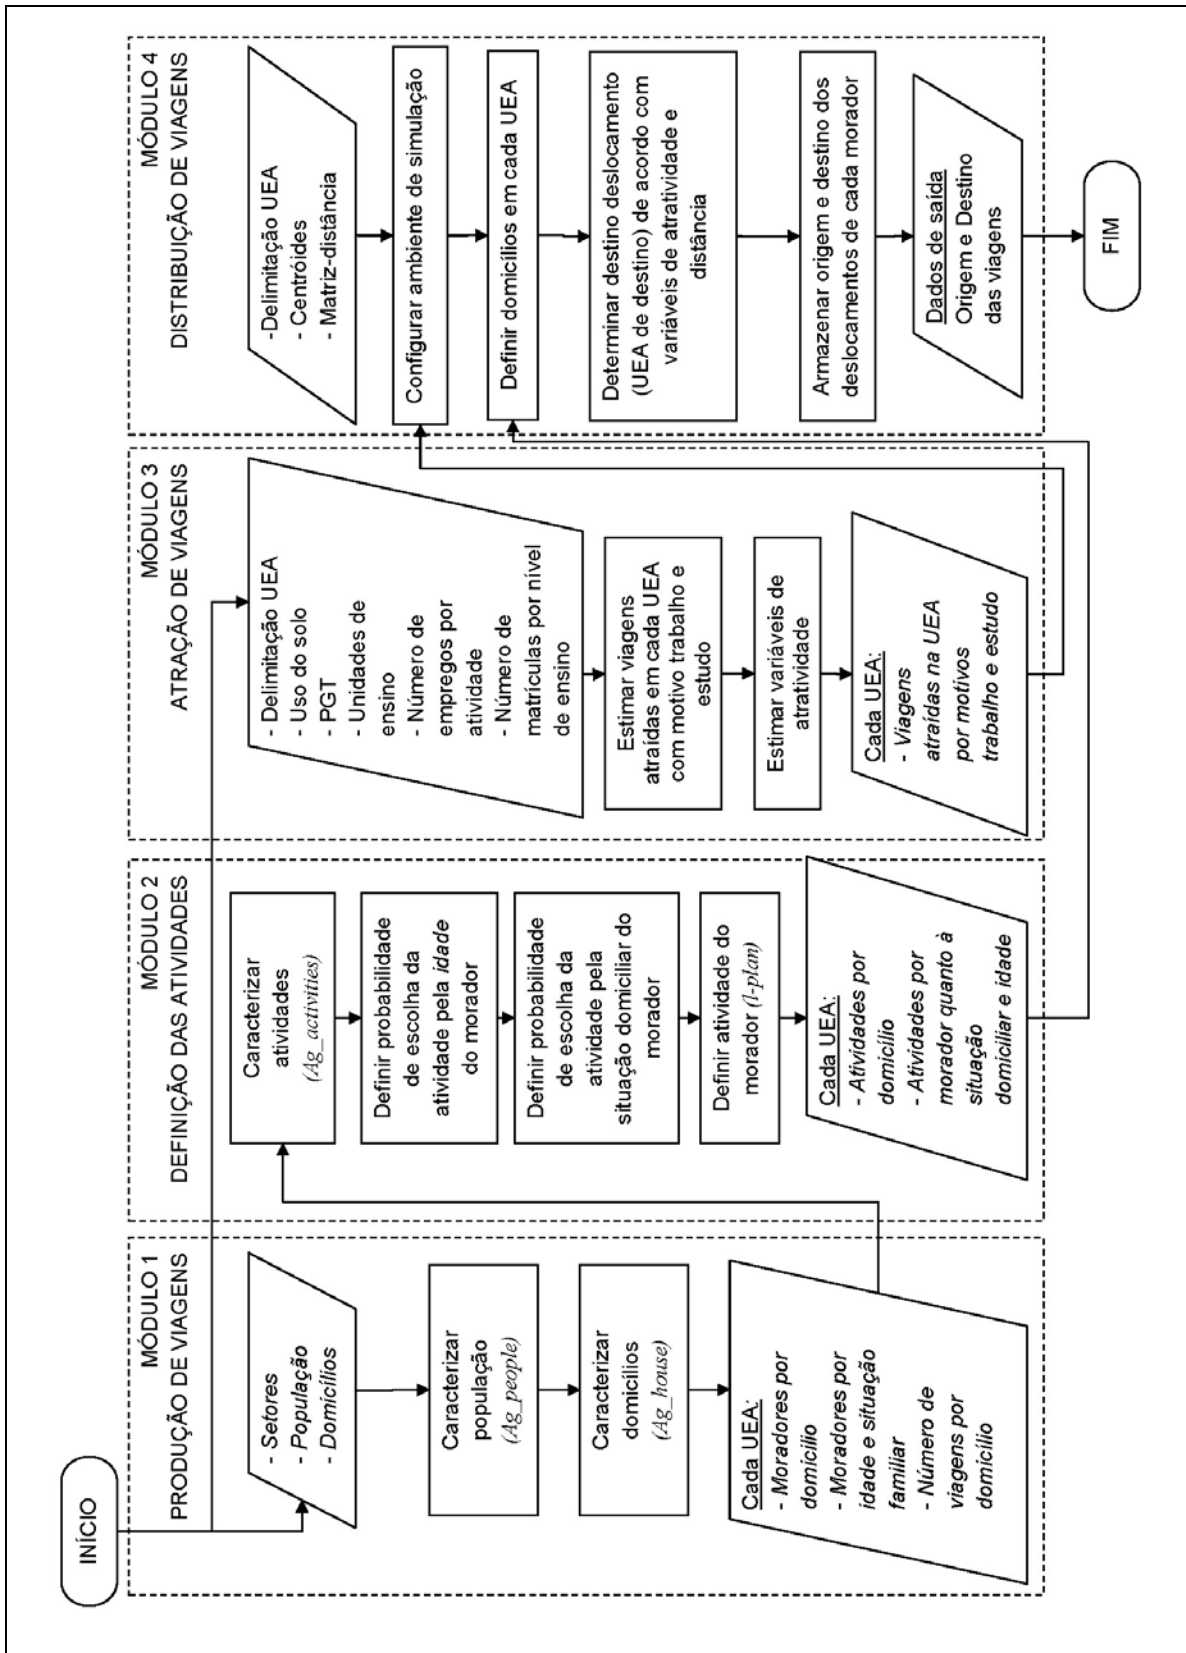 INÍCIO
MÓDULO 1
PRODUÇÃO DE VIAGENS
- Setores
- População
- Domicílios
Caracterizar
população
(Ag_people)
Caracterizar
domicílios
(Ag_house)
Cada UEA:
- Moradores por
domicílio
- Moradores por
idade e situação
familiar
- Número de
viagens por
domicílio
MÓDULO 2
DEFINIÇÃO DAS ATIVIDADES
Caracterizar
atividades
(Ag_activities)
Definir probabilidade
de escolha da
atividade pela idade
do morador
Definir probabilidade
de escolha da
atividade pela
situação domiciliar do
morador
Definir atividade do
morador (l-plan)
Cada UEA:
- Atividades por
domicílio
- Atividades por
morador quanto à
situação
domiciliar e idade
MÓDULO 3
ATRAÇÃO DE VIAGENS
- Delimitação UEA
- Uso do solo
- PGT
- Unidades de
ensino
- Número de
empregos por
atividade
- Número de
matrículas por nível
de ensino
Estimar viagens
atraídas em cada UEA
com motivo trabalho e
estudo
Estimar variáveis de
atratividade
Cada UEA:
- Viagens
atraídas na UEA
por motivos
trabalho e estudo
MÓDULO 4
DISTRIBUIÇÃO DE VIAGENS
-Delimitação UEA
- Centróides
- Matriz-distância
Configurar ambiente de simulação
Definir domicílios em cada UEA
Determinar destino deslocamento
(UEA de destino) de acordo com
variáveis de atratividade e
distância
Armazenar origem e destino dos
deslocamentos de cada morador
Dados de saída
Origem e Destino
das viagens
FIM